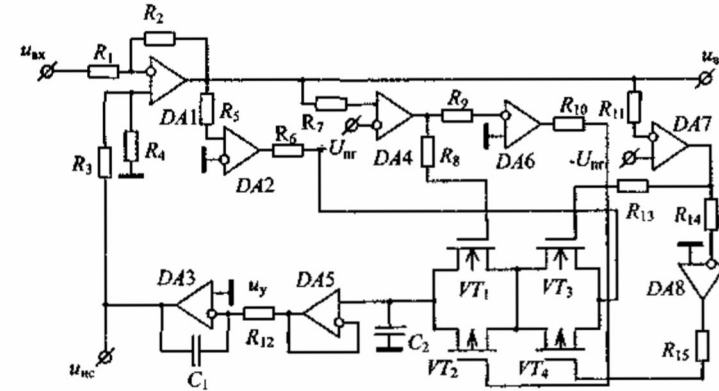 R₂
uвх
R₁
uв
DA1
R₅
R₇
R₉
R₁₀
R₁₁
DA7
R₃
R₄
R₆
-Uпг
DA4
DA6
-Uпг
DA2
R₈
R₁₃
R₁₄
DA3
uу
DA5
VT₁
VT₃
DA8
R₁₂
C₂
R₁₅
uнс
C₁
VT₂
VT₄